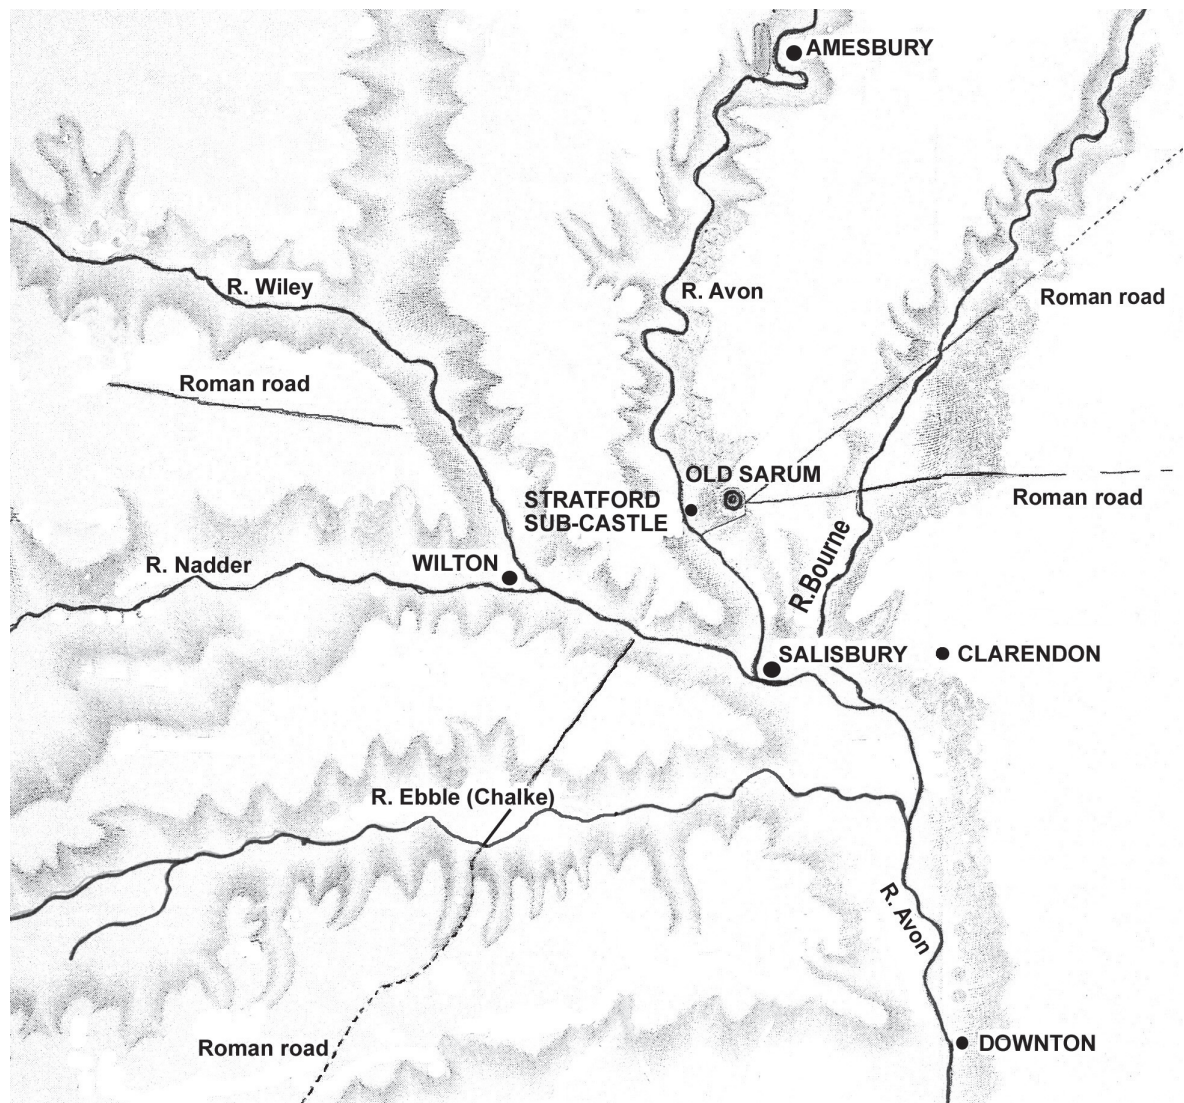 AMESBURY
R. Wiley
R. Avon
Roman road
Roman road
OLD SARUM
STRATFORD
SUB-CASTLE
Roman road
R. Nadder
WILTON
R.Bourne
SALISBURY
CLARENDON
R. Ebble (Chalke)
R. Avon
Roman road
DOWNTON